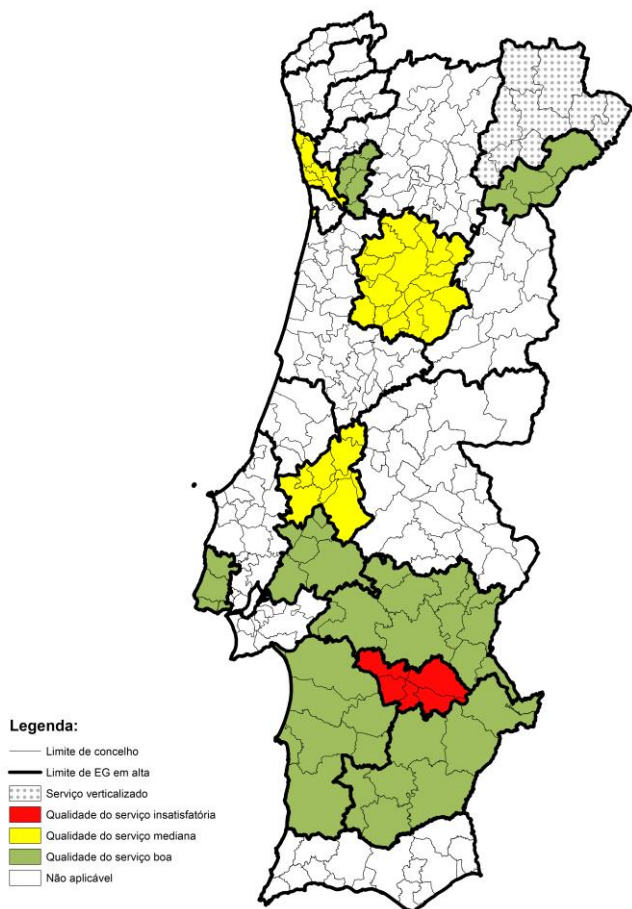 Legenda:
Limite de concelho
Limite de EG em alta
Serviço verticalizado
Qualidade do serviço insatisfatória
Qualidade do serviço mediana
Qualidade do serviço boa
Não aplicável